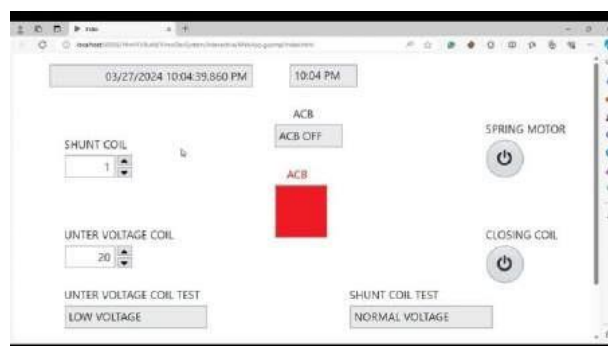 03/27/2024 10:04:39.860 PM
10:04 PM
ACB
ACB OFF
SPRING MOTOR
SHUNT COIL
1
ACB
UNTER VOLTAGE COIL
20
CLOSING COIL
UNTER VOLTAGE COIL TEST
SHUNT COIL TEST
LOW VOLTAGE
NORMAL VOLTAGE